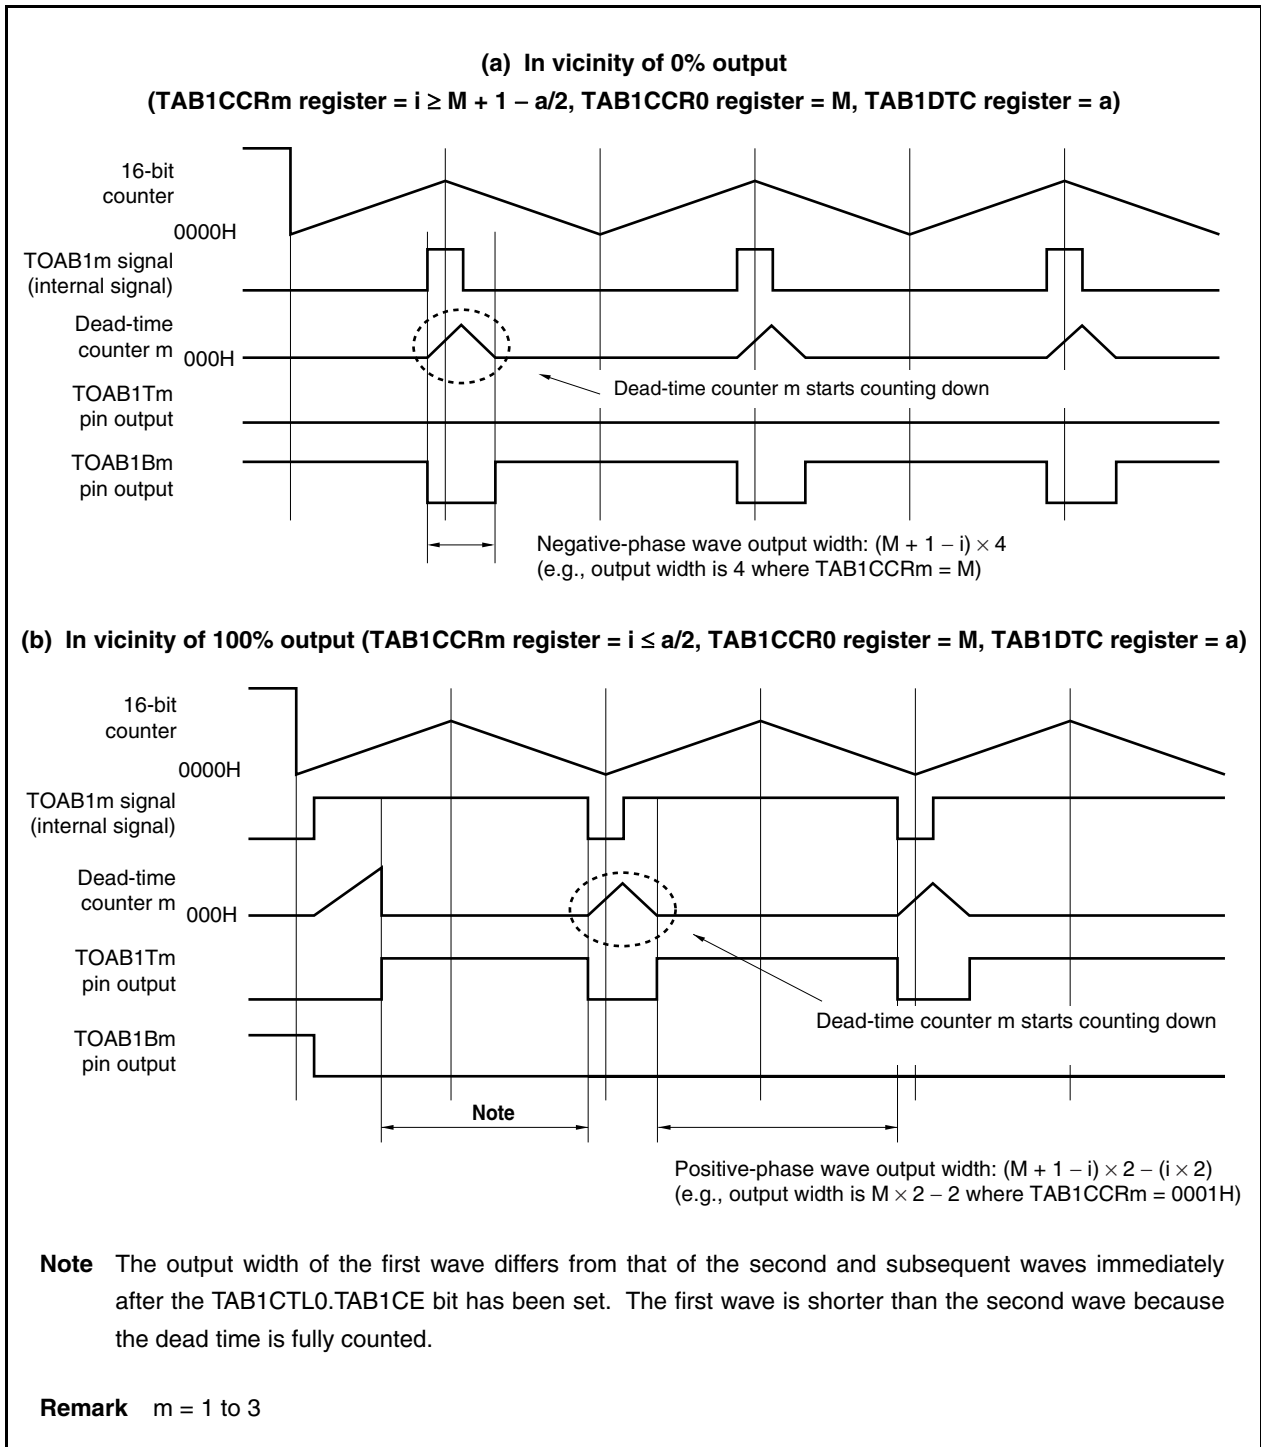 (a) In vicinity of 0% output
(TAB1CCRm register = i ≥ M + 1 – a/2, TAB1CCR0 register = M, TAB1DTC register = a)
16-bit
counter
0000H
TOAB1m signal
(internal signal)
Dead-time
counter m
000H
Dead-time counter m starts counting down
TOAB1Tm
pin output
TOAB1Bm
pin output
Negative-phase wave output width: (M + 1 – i) × 4
(e.g., output width is 4 where TAB1CCRm = M)
(b) In vicinity of 100% output (TAB1CCRm register = i ≤ a/2, TAB1CCR0 register = M, TAB1DTC register = a)
16-bit
counter
0000H
TOAB1m signal
(internal signal)
Dead-time
counter m
000H
TOAB1Tm
pin output
Dead-time counter m starts counting down
TOAB1Bm
pin output
Note
Positive-phase wave output width: (M + 1 – i) × 2 – (i × 2)
(e.g., output width is M × 2 – 2 where TAB1CCRm = 0001H)
Note The output width of the first wave differs from that of the second and subsequent waves immediately
after the TAB1CTL0.TAB1CE bit has been set. The first wave is shorter than the second wave because
the dead time is fully counted.
Remark m = 1 to 3